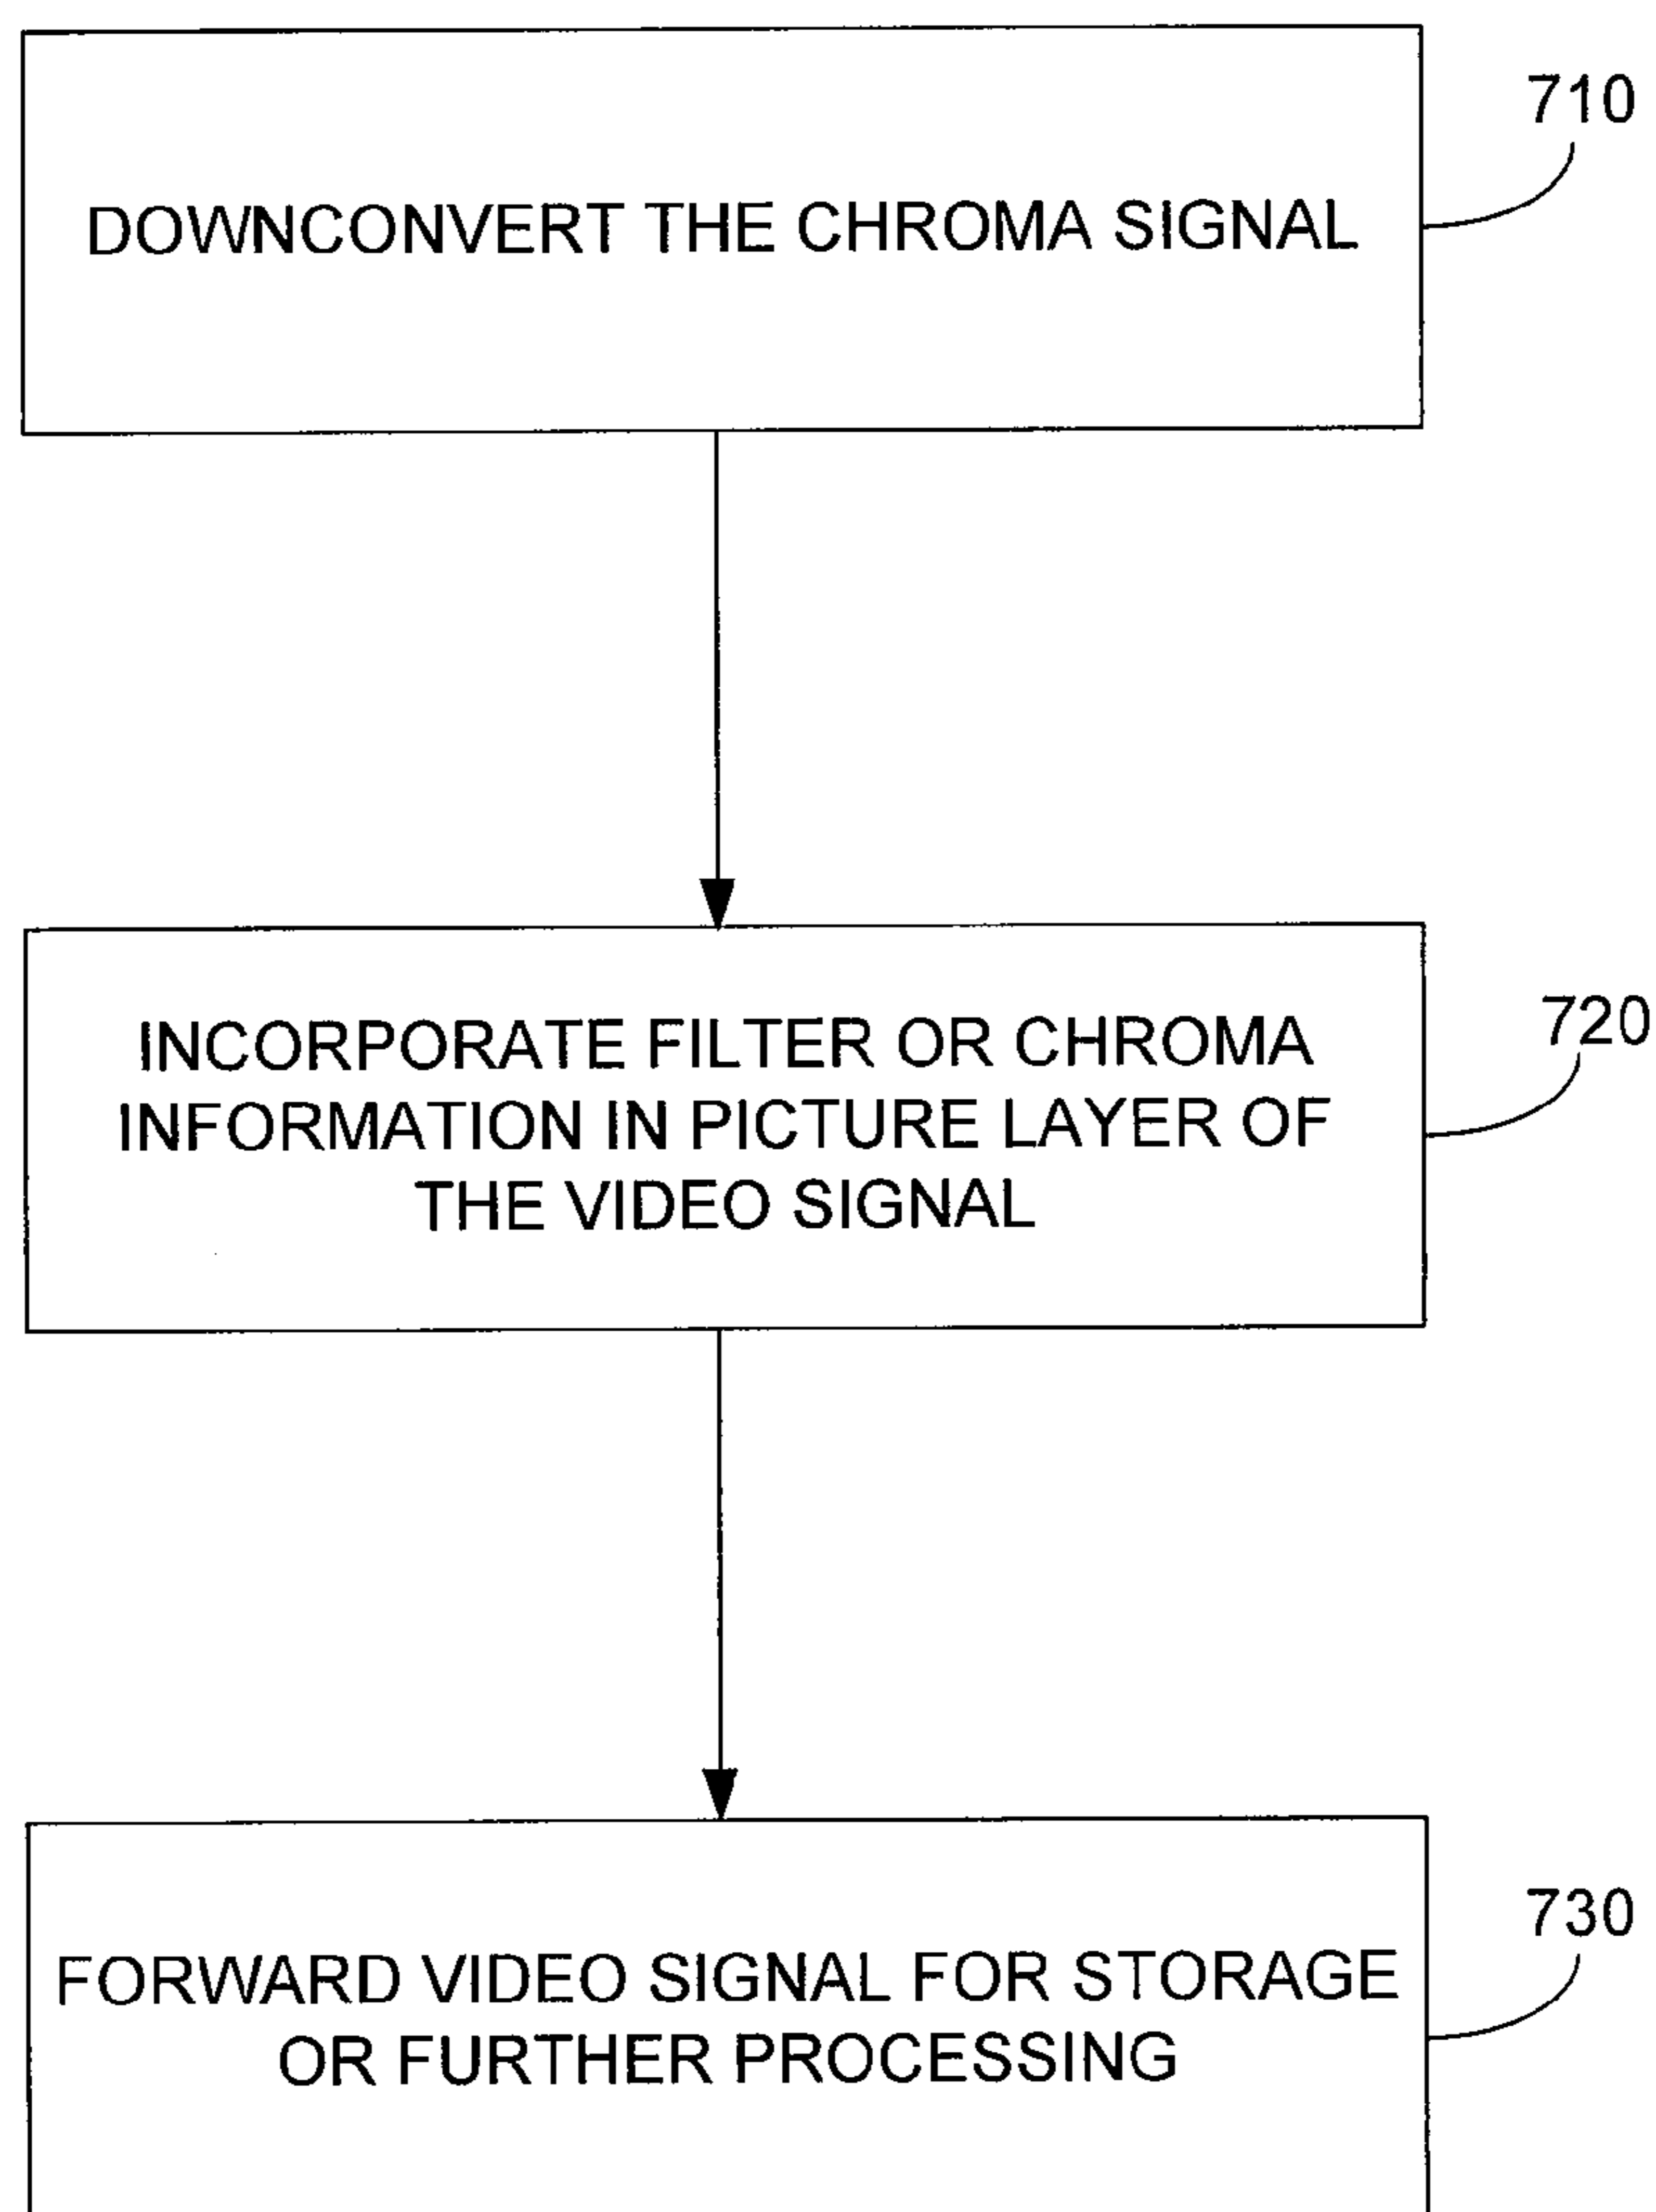 710
DOWNCONVERT THE CHROMA SIGNAL
720
INCORPORATE FILTER OR CHROMA
INFORMATION IN PICTURE LAYER OF
THE VIDEO SIGNAL
730
FORWARD VIDEO SIGNAL FOR STORAGE
OR FURTHER PROCESSING